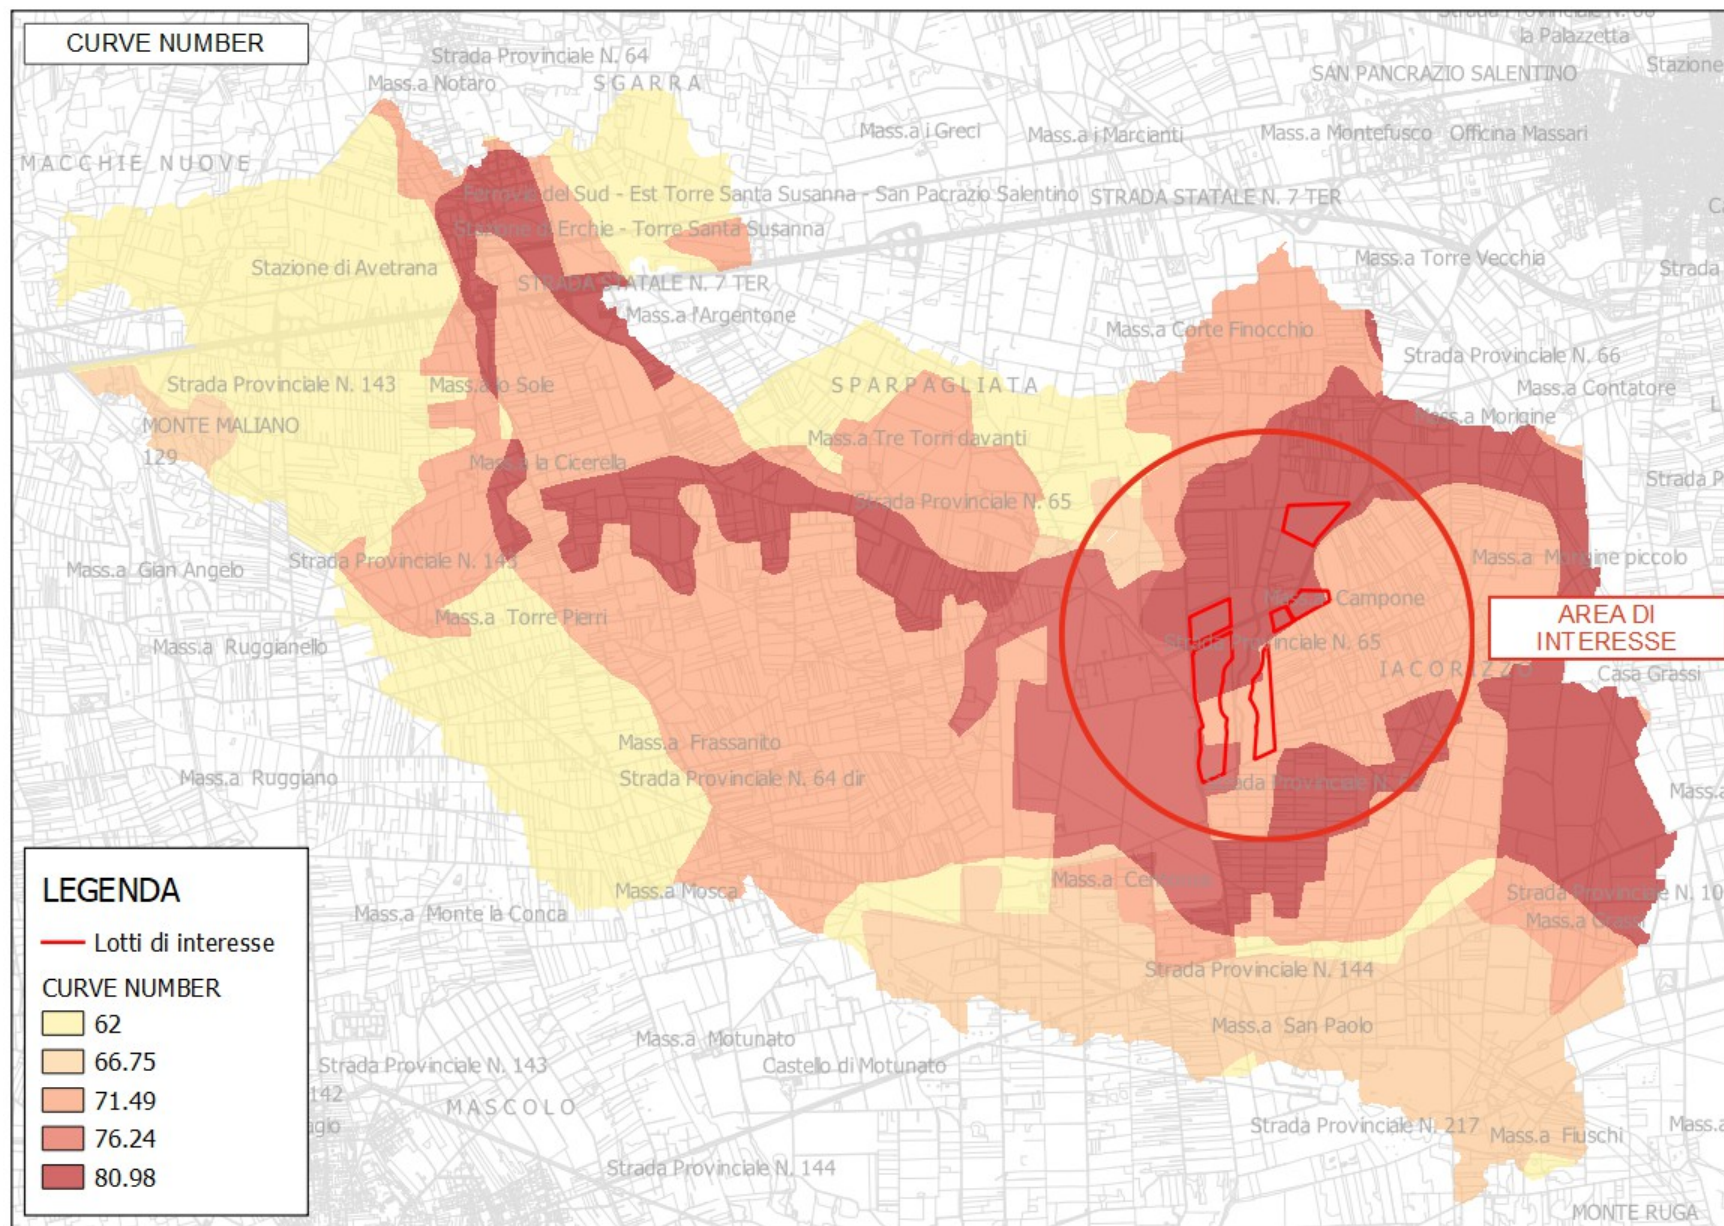 CURVE NUMBER
Strada Provinciale N. 64
la Palazzetta
Mass.a Notaro
SGARRA
SAN PANCRAZIO SALENTINO
Stazione
Mass.a i Greci
Mass.a i Marcianti
Mass.a Montefusco
Officina Massari
MACCHIE NUOVE
Ferrovie del Sud - Est Torre Santa Susanna - San Pacrazio Salentino
STRADA STATALE N. 7 TER
Stazione di Erchie - Torre Santa Susanna
Stazione di Avetrana
Mass.a Torre Vecchia
Strada
STRADA STATALE N. 7 TER
Mass.a l'Argentone
Mass.a Corte Finocchio
Strada Provinciale N. 66
Strada Provinciale N. 143
Mass.a lo Sole
SPARPAGLIATA
Mass.a Contatore
MONTE MALIANO
129
Mass.a Tre Torri davanti
Mass.a Morigine
Mass.a la Cicerella
Strada Provinciale N. 65
Strada P
Mass.a Gian Angelo
Strada Provinciale N. 143
Mass.a Morigine piccolo
Mass.a Campone
Mass.a Torre Pierri
AREA DI
INTERESSE
Mass.a Ruggianello
Strada Provinciale N. 65
IACORIZZO
Casa Grassi
Mass.a Frassanito
Mass.a Ruggiano
Strada Provinciale N. 64 dir
Mass.a
LEGENDA
Lotti di interesse
CURVE NUMBER
62
66.75
71.49
76.24
80.98
Mass.a Mosca
Mass.a
Strada Provinciale N. 10
Mass.a Monte la Conca
Mass.a Grassi
Strada Provinciale N. 144
Mass.a San Paolo
Mass.a Motunato
Strada Provinciale N. 143
Castello di Motunato
142
MASCOLO
Strada Provinciale N. 217
Mass.a Fiuschi
Mass.a
Strada Provinciale N. 144
MONTE RUGA